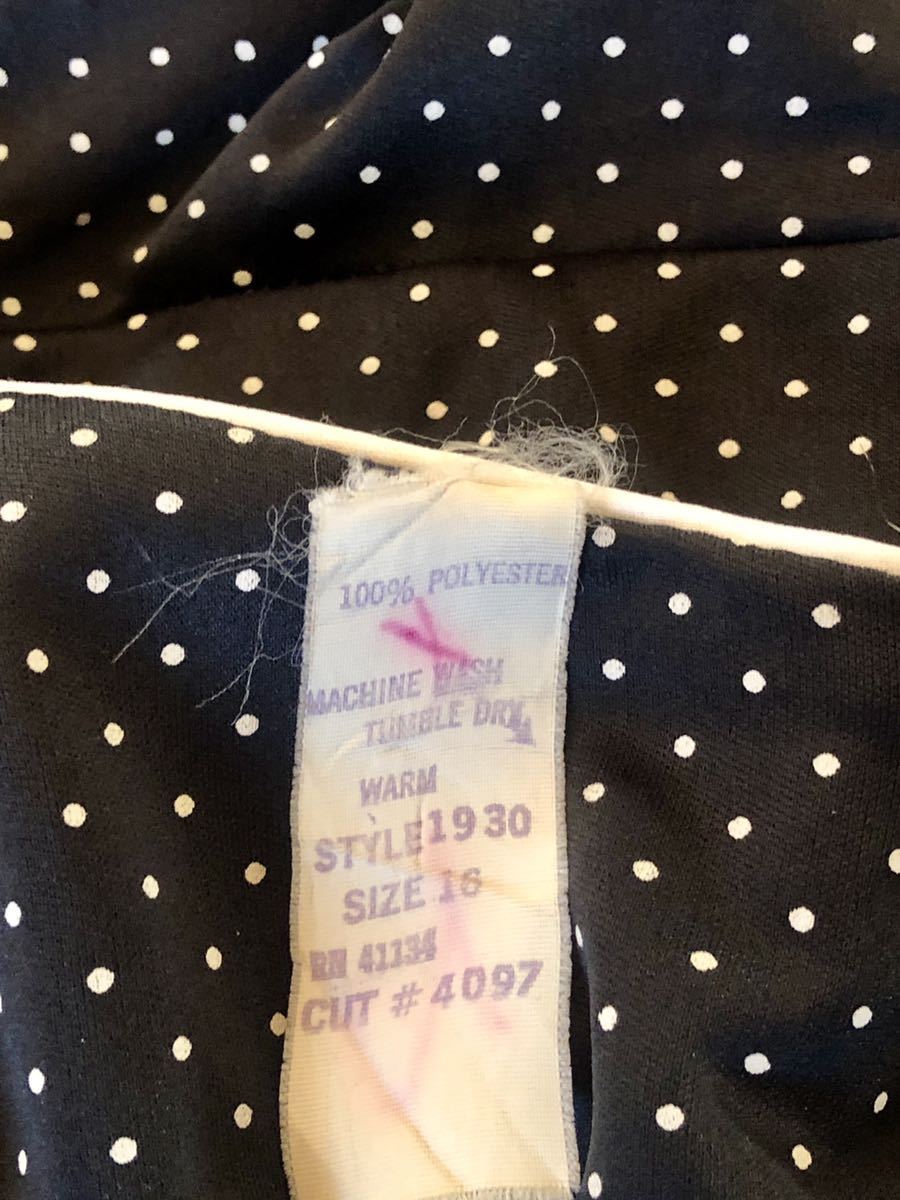 100% POLYESTER
MACHINE WASH
TUMBLE DRY
WARM
STYLE 1930
SIZE 16
RN 41134
CUT # 4097